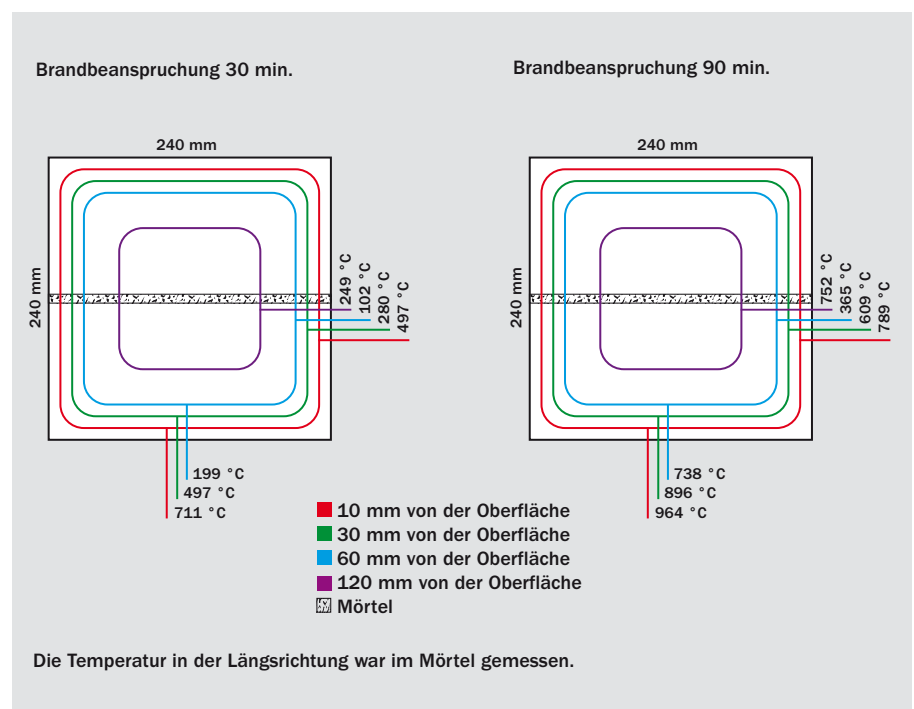 Brandbeanspruchung 30 min.
Brandbeanspruchung 90 min.
240 mm
240 mm
249 °C
102 °C
280 °C
497 °C
199 °C
497 °C
711 °C
240 mm
240 mm
752 °C
365 °C
609 °C
789 °C
738 °C
896 °C
964 °C
10 mm von der Oberfläche
30 mm von der Oberfläche
60 mm von der Oberfläche
120 mm von der Oberfläche
Mörtel
Die Temperatur in der Längsrichtung war im Mörtel gemessen.